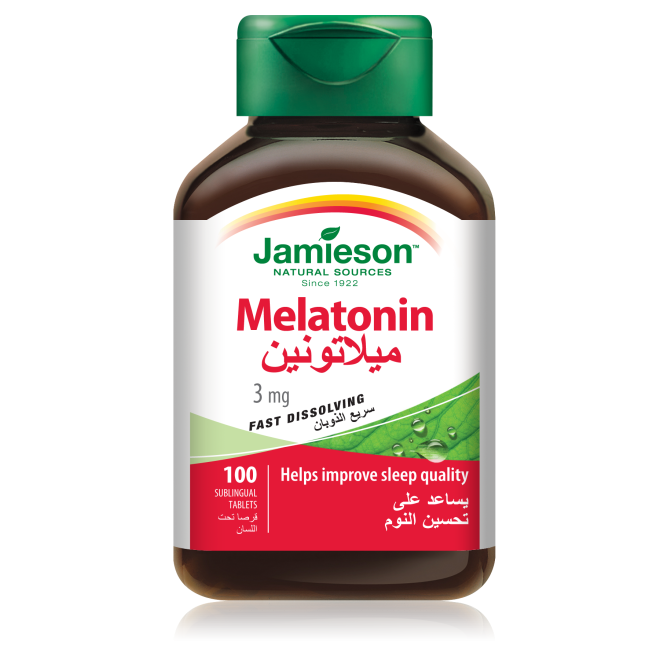 Jamieson™
NATURAL SOURCES
Since 1922
Melatonin
ميلاتونين
3 mg
FAST DISSOLVING
سريع الذوبان
100
SUBLINGUAL
TABLETS
قرصا تحت
اللسان
Helps improve sleep quality
يساعد على
تحسين النوم